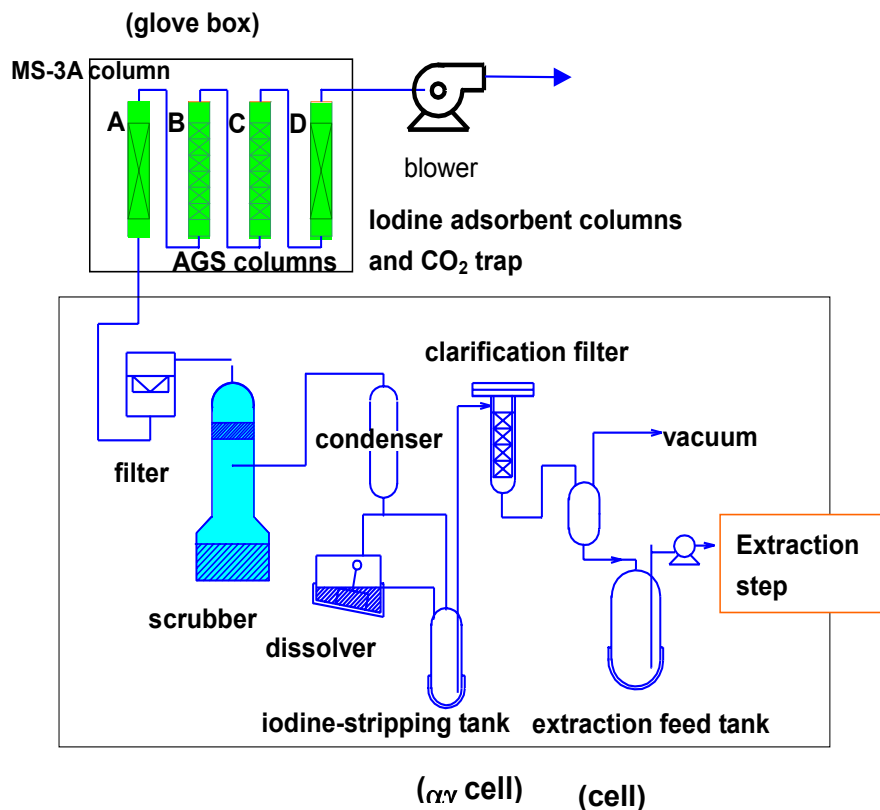 (glove box)
MS-3A column
A
B
C
D
blower
Iodine adsorbent columns
and CO₂ trap
AGS columns
clarification filter
condenser
vacuum
filter
Extraction
step
scrubber
dissolver
iodine-stripping tank
extraction feed tank
(αγ cell)
(cell)